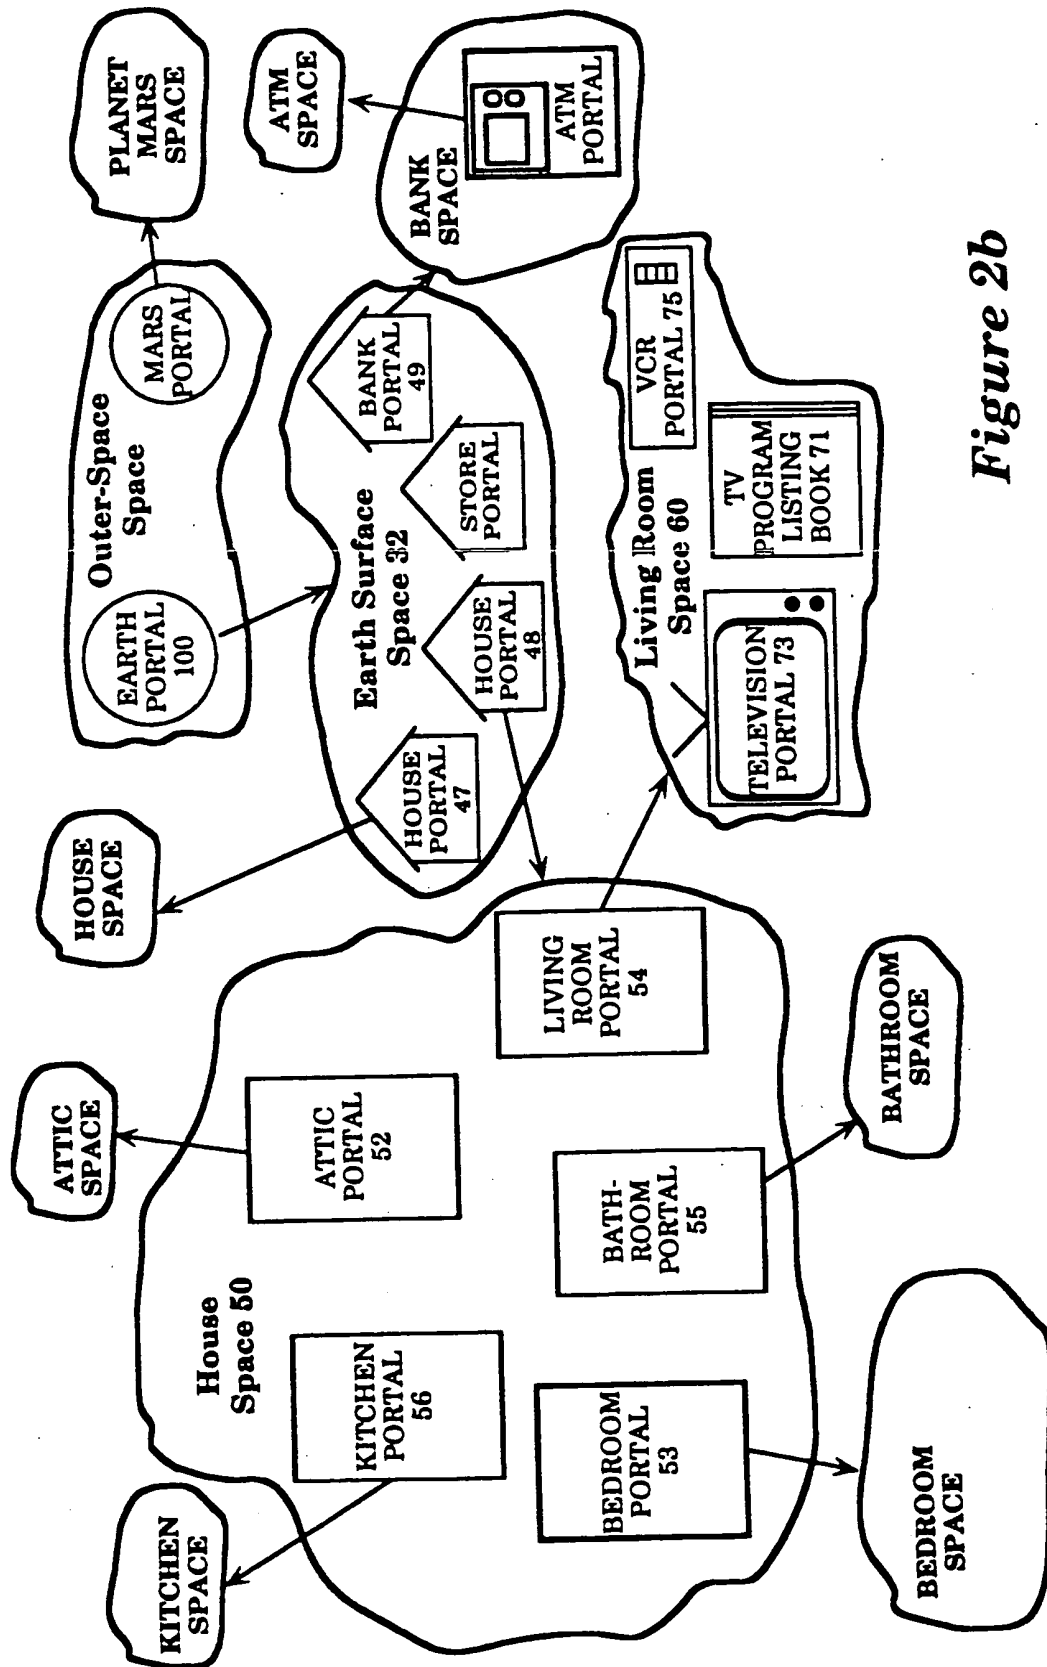 KITCHEN
SPACE
ATTIC
SPACE
HOUSE
SPACE
PLANET
MARS
SPACE
ATM
SPACE
Outer-Space
Space
EARTH
PORTAL
100
MARS
PORTAL
Earth Surface
Space 32
HOUSE
PORTAL
47
HOUSE
PORTAL
48
STORE
PORTAL
BANK
PORTAL
49
BANK
SPACE
ATM
PORTAL
House
Space 50
KITCHEN
PORTAL
56
ATTIC
PORTAL
52
LIVING
ROOM
PORTAL
54
BEDROOM
PORTAL
53
BATH-
ROOM
PORTAL
55
Living Room
Space 60
TELEVISION
PORTAL 73
TV
PROGRAM
LISTING
BOOK 71
VCR
PORTAL 75
BEDROOM
SPACE
BATHROOM
SPACE
Figure 2b